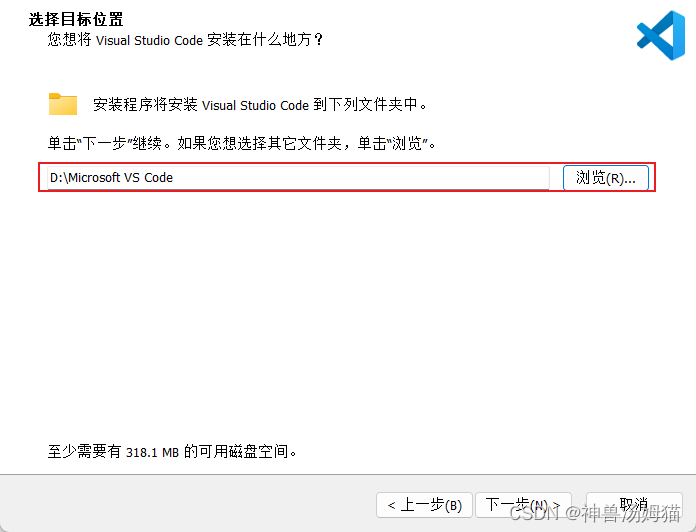 选择目标位置
您想将 Visual Studio Code 安装在什么地方？
安装程序将安装 Visual Studio Code 到下列文件夹中。
单击“下一步”继续。如果您想选择其它文件夹，单击“浏览”。
D:\Microsoft VS Code 浏览(R)...
至少需要有 318.1 MB 的可用磁盘空间。
< 上一步(B) 下一步(N) > 取消
CSDN @神兽汤姆猫